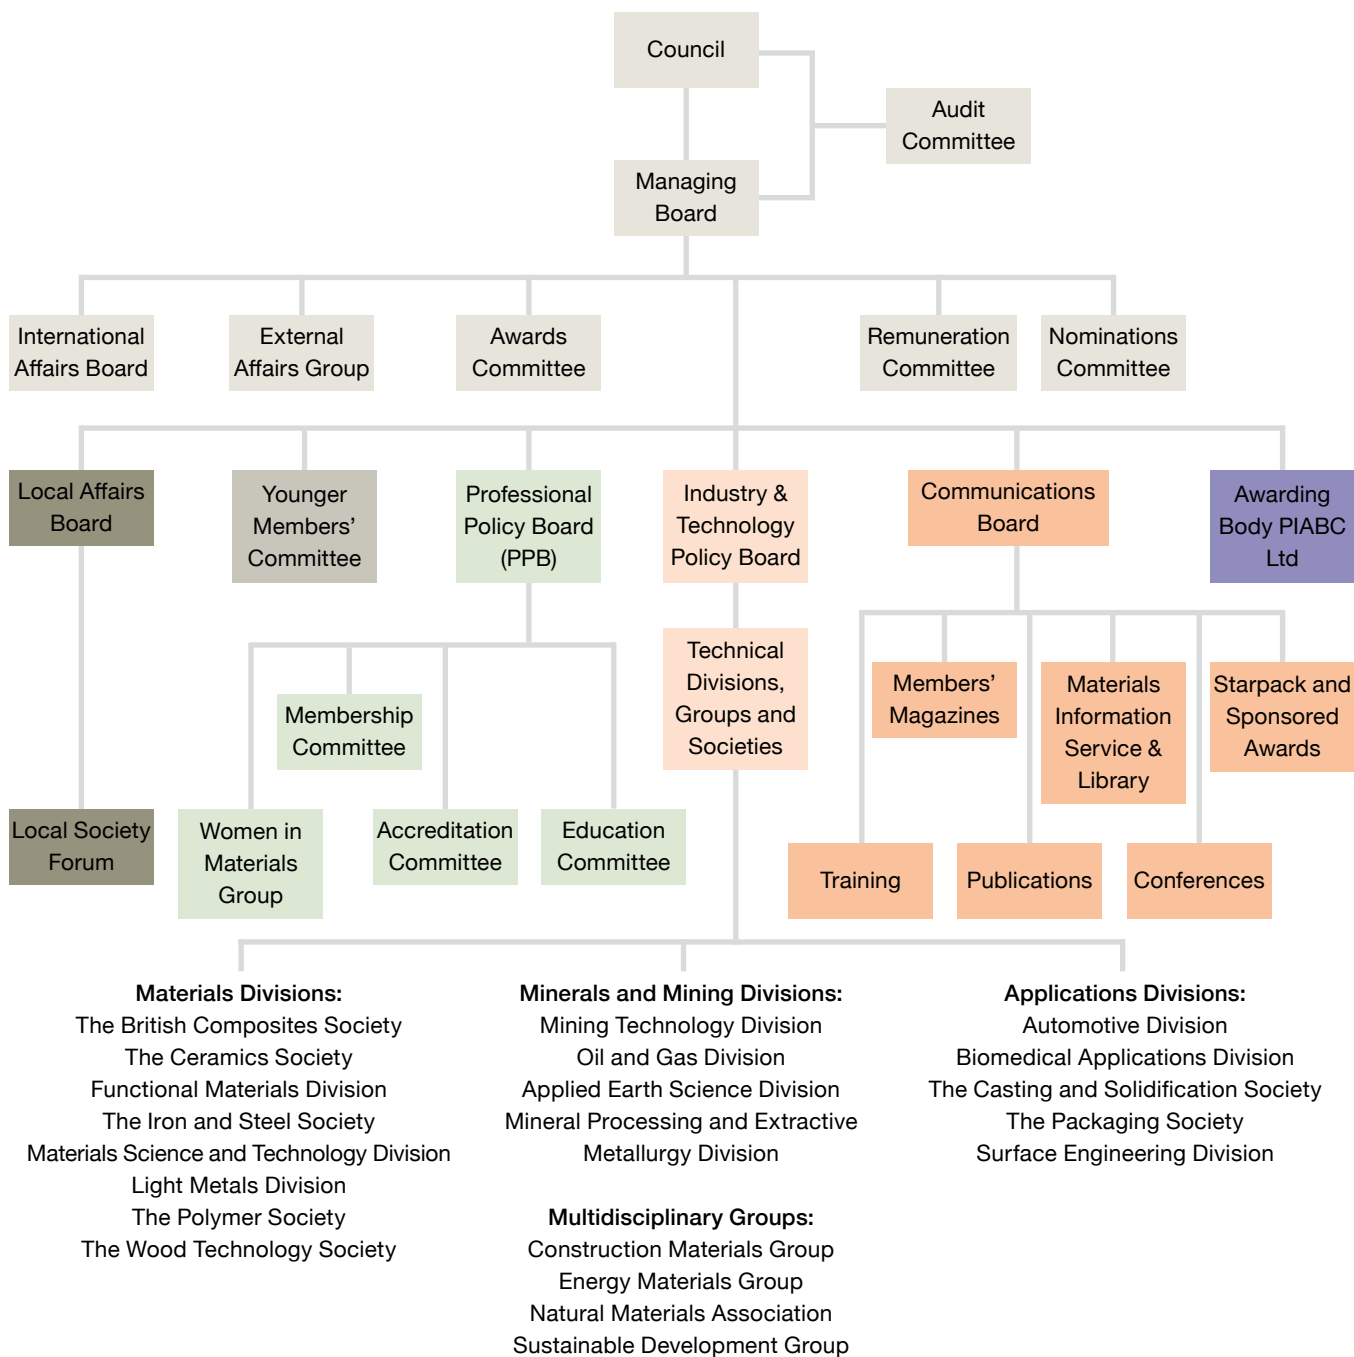 Council
Audit
Committee
Managing
Board
International
Affairs Board
External
Affairs Group
Awards
Committee
Remuneration
Committee
Nominations
Committee
Local Affairs
Board
Younger
Members’
Committee
Professional
Policy Board
(PPB)
Industry &
Technology
Policy Board
Communications
Board
Awarding
Body PIABC
Ltd
Technical
Divisions,
Groups and
Societies
Members’
Magazines
Materials
Information
Service &
Library
Starpack and
Sponsored
Awards
Membership
Committee
Local Society
Forum
Women in
Materials
Group
Accreditation
Committee
Education
Committee
Training
Publications
Conferences
Materials Divisions:
The British Composites Society
The Ceramics Society
Functional Materials Division
The Iron and Steel Society
Materials Science and Technology Division
Light Metals Division
The Polymer Society
The Wood Technology Society
Minerals and Mining Divisions:
Mining Technology Division
Oil and Gas Division
Applied Earth Science Division
Mineral Processing and Extractive
Metallurgy Division
Multidisciplinary Groups:
Construction Materials Group
Energy Materials Group
Natural Materials Association
Sustainable Development Group
Applications Divisions:
Automotive Division
Biomedical Applications Division
The Casting and Solidification Society
The Packaging Society
Surface Engineering Division